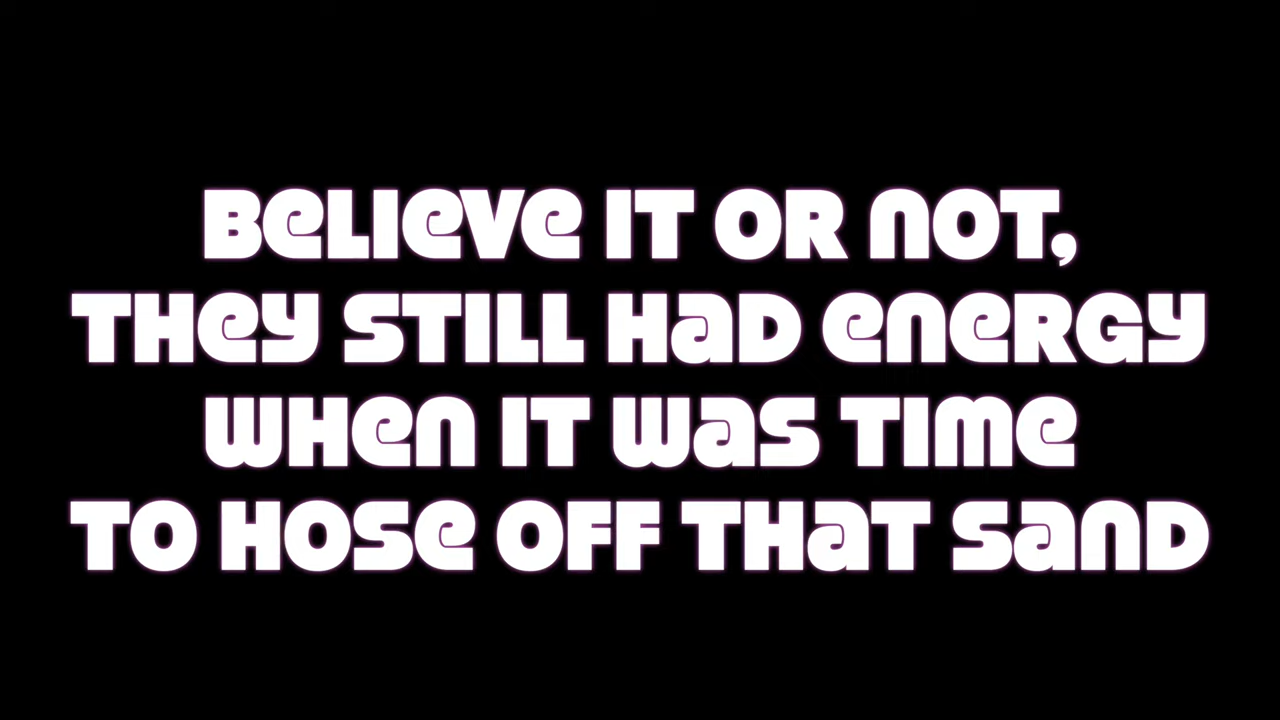 BELIEVE IT OR NOT,
THEY STILL HAD ENERGY
WHEN IT WAS TIME
TO HOSE OFF THAT SAND